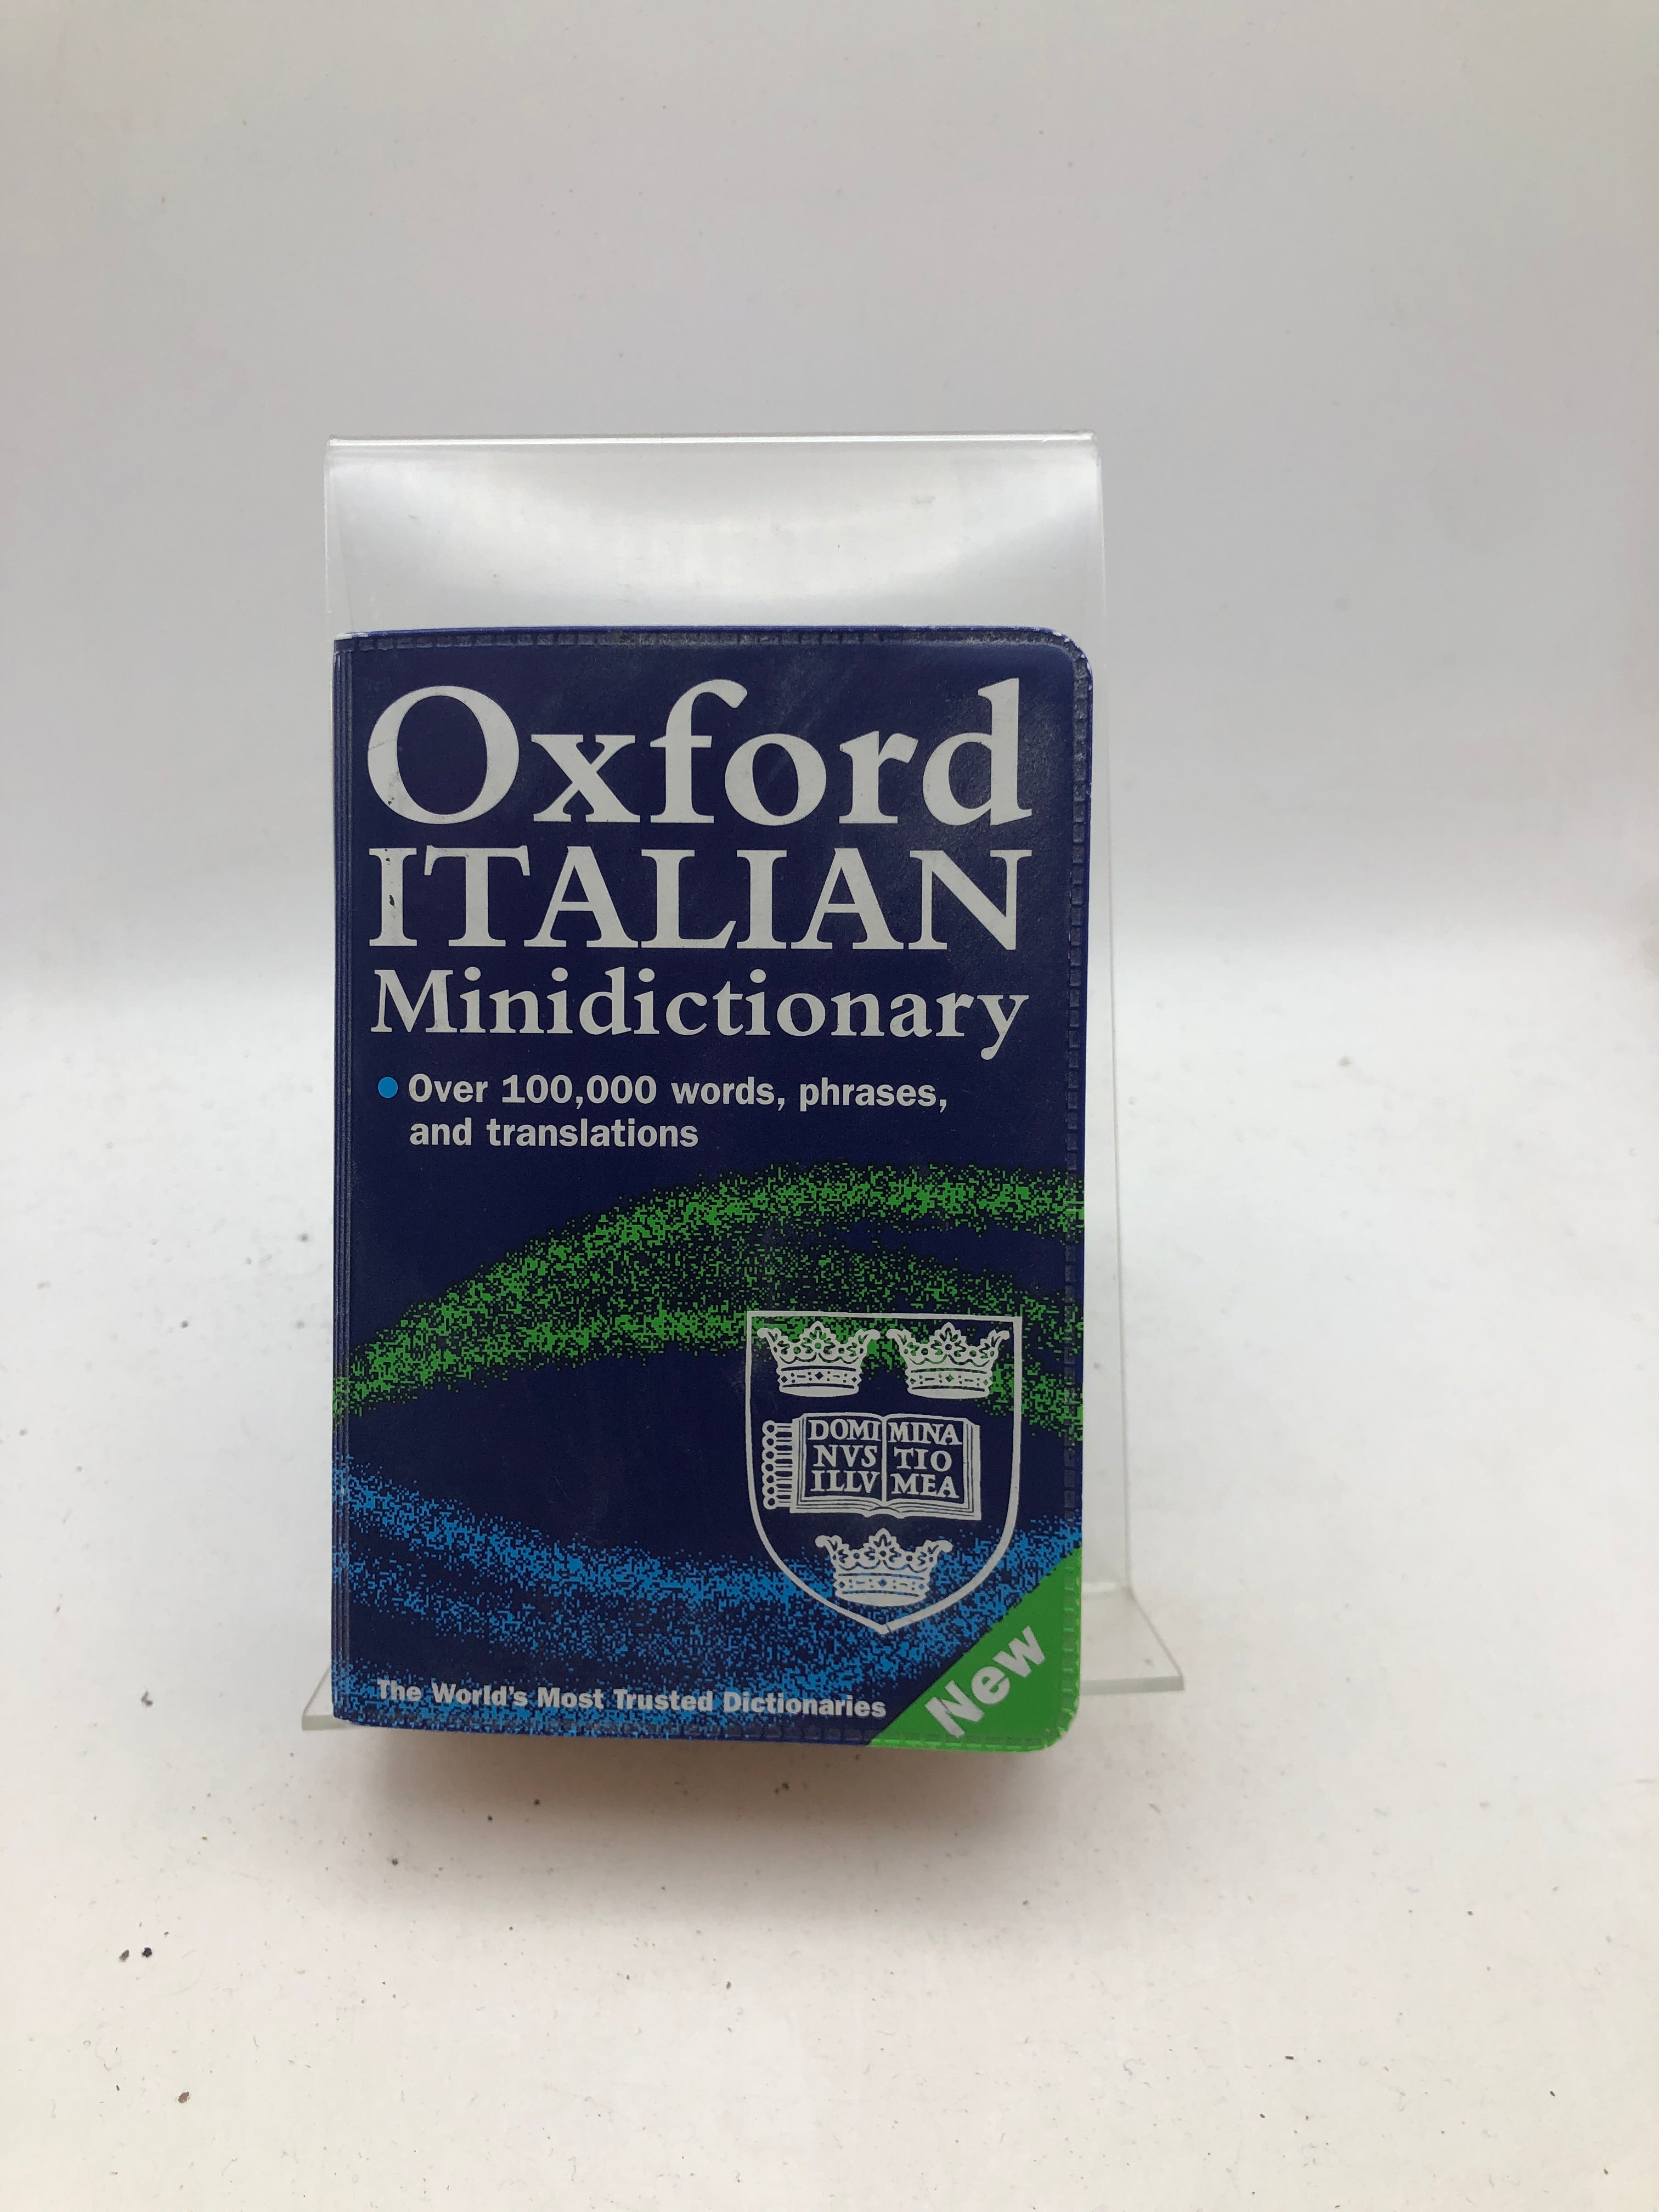 Oxford
ITALIAN
Minidictionary
Over 100,000 words, phrases,
and translations
DOMI MINA
NVS TIO
ILLV MEA
New
The World's Most Trusted Dictionaries